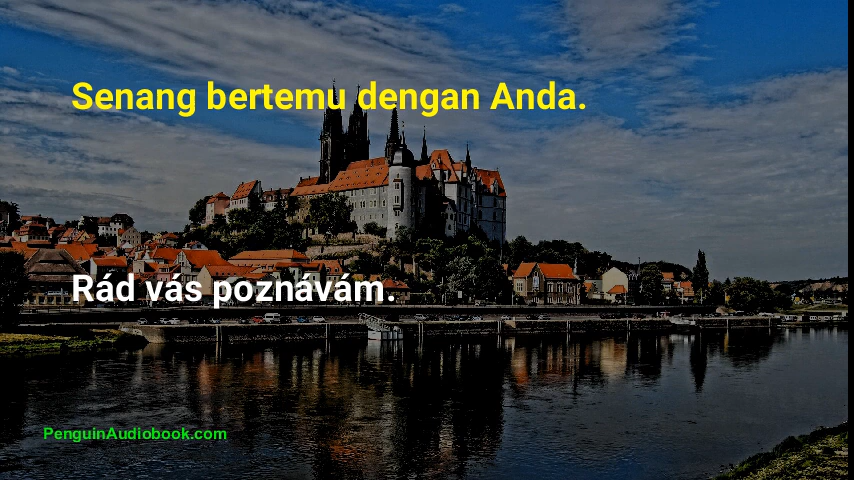 Senang bertemu dengan Anda.
Rád vás poznávám.
PenguinAudiobook.com